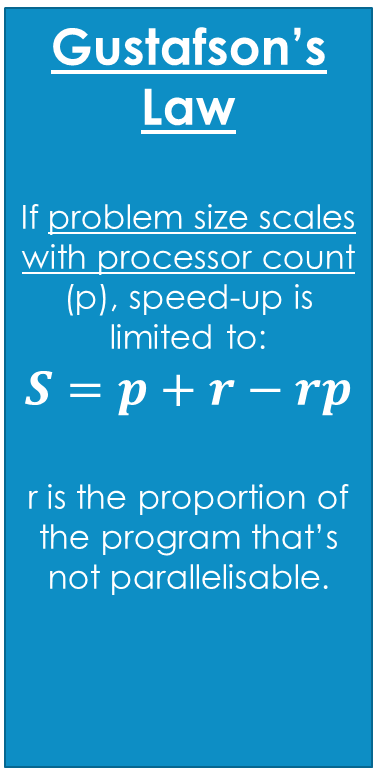 Gustafson’s
Law
If problem size scales
with processor count
(p), speed-up is
limited to:
S = p + r − rp
r is the proportion of
the program that’s
not parallelisable.